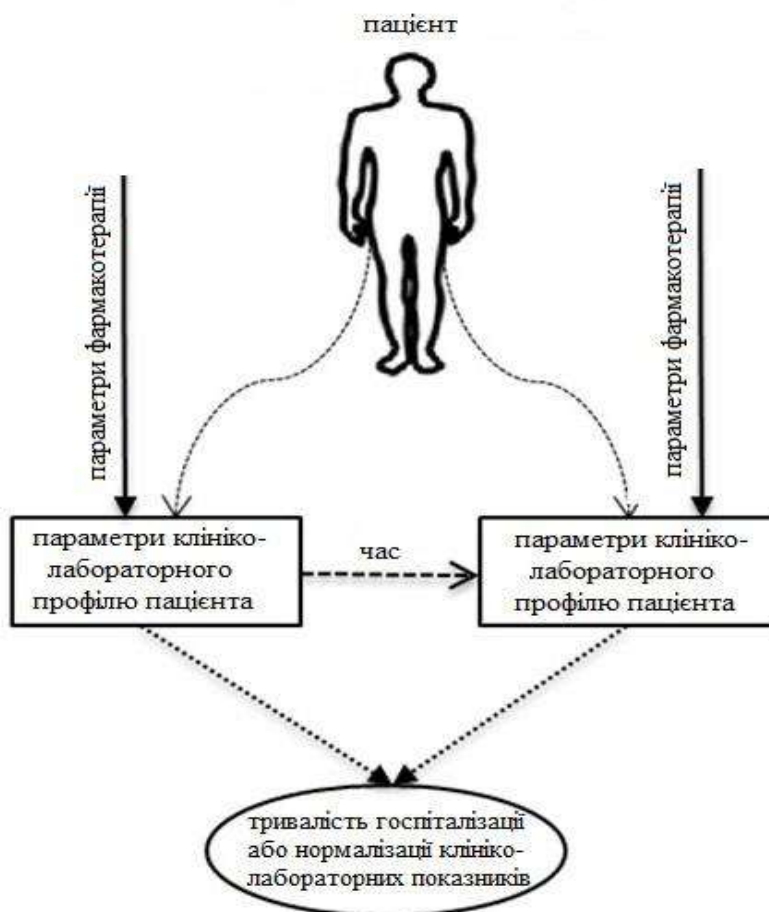 пацієнт
параметри фармакотерапії
параметри фармакотерапії
параметри клініко-
лабораторного
профілю пацієнта
час
параметри клініко-
лабораторного
профілю пацієнта
тривалість госпіталізації
або нормалізації клініко-
лабораторних показників